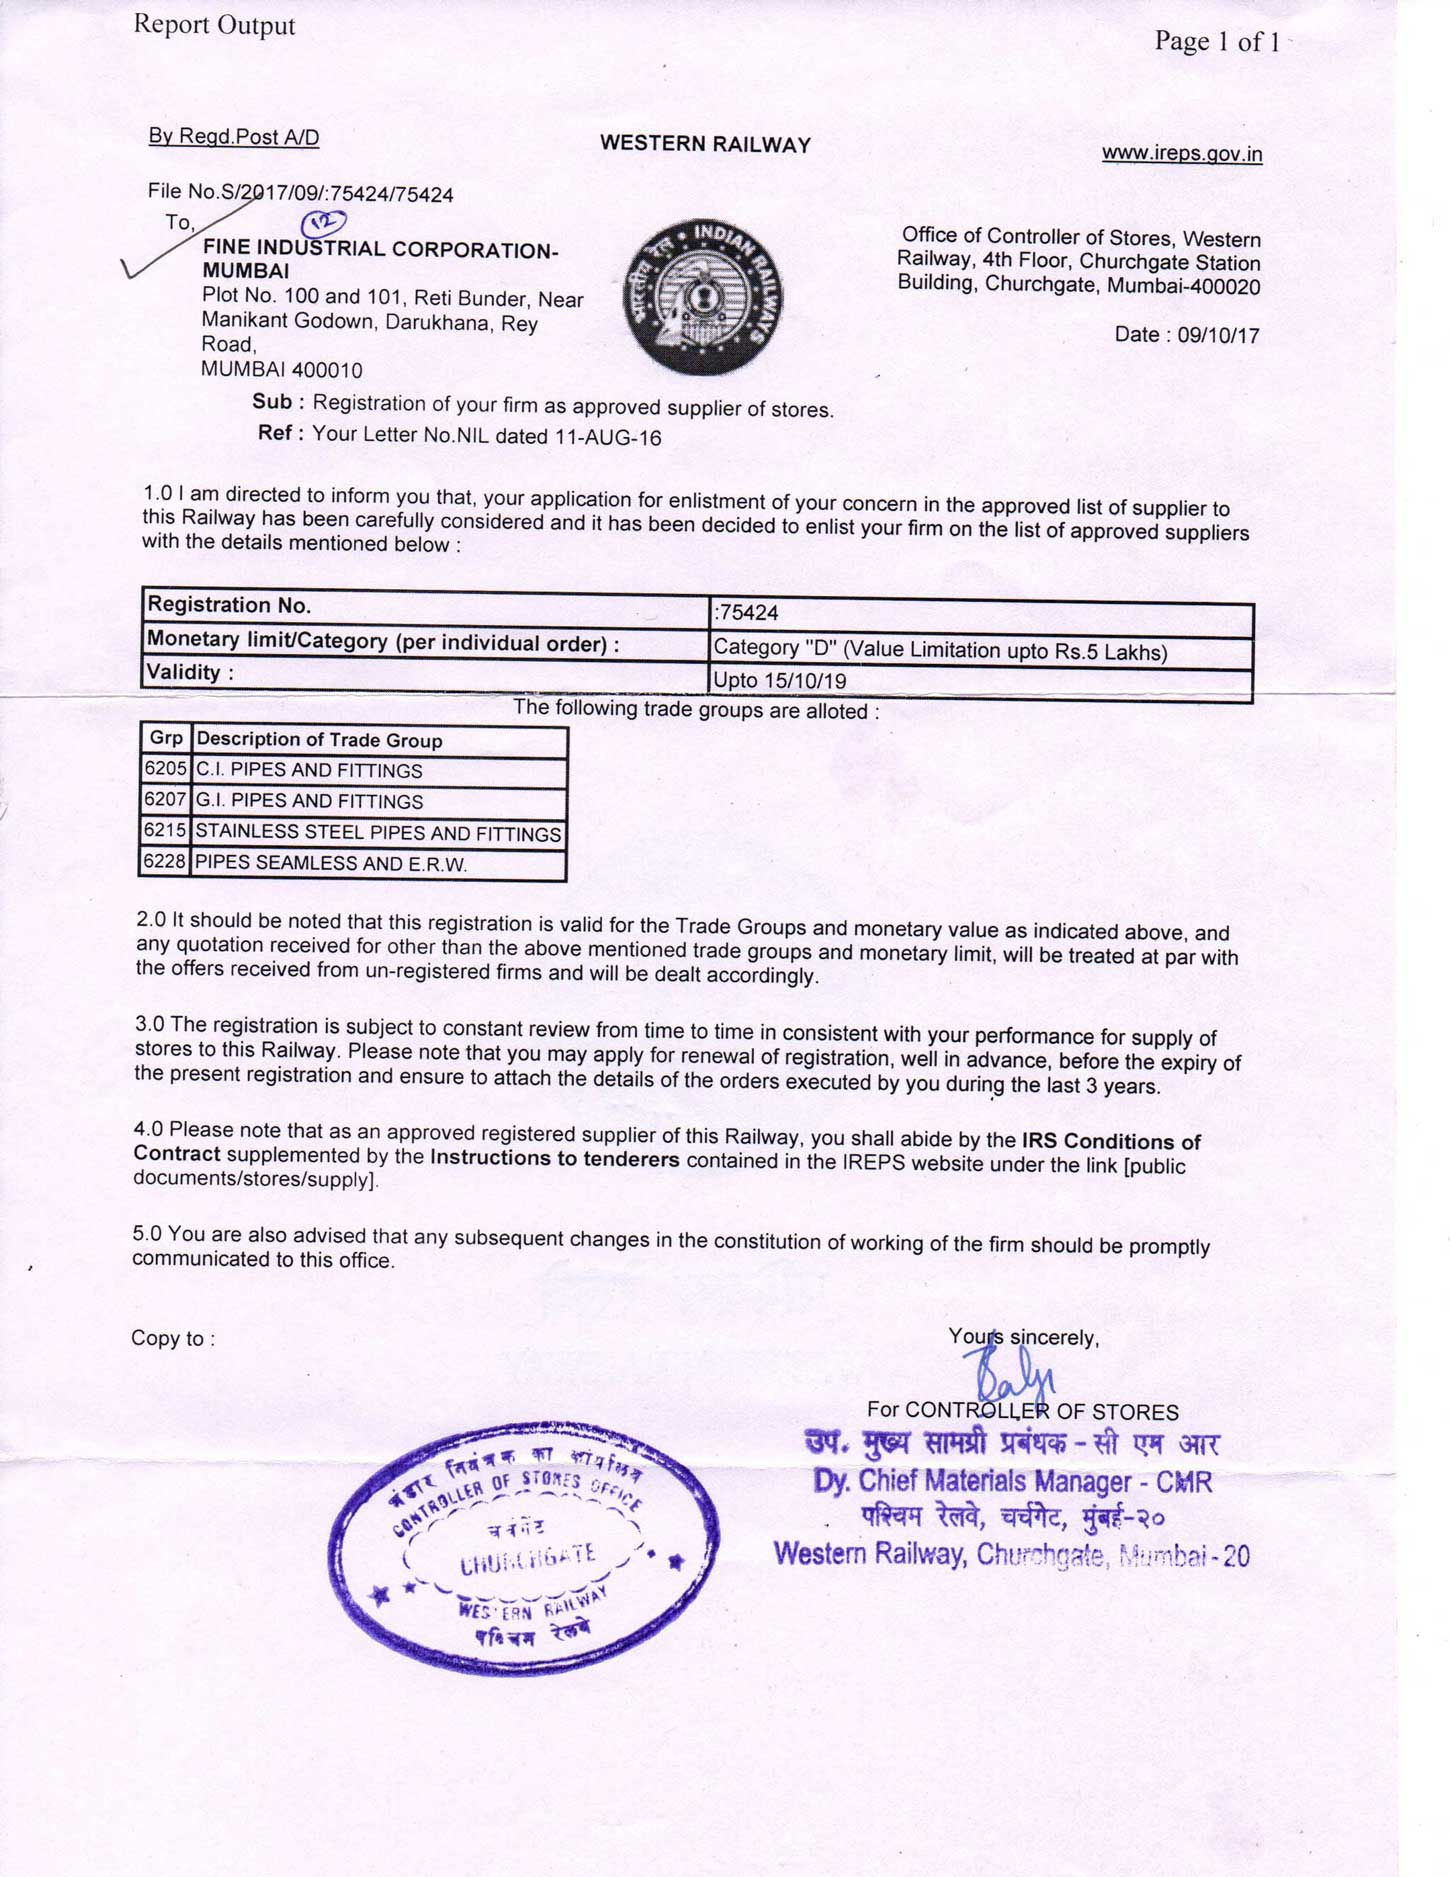 Report Output
Page 1 of 1
By Regd.Post A/D
WESTERN RAILWAY
www.ireps.gov.in
File No.S/2017/09/:75424/75424
To,
12
FINE INDUSTRIAL CORPORATION-
MUMBAI
Plot No. 100 and 101, Reti Bunder, Near
Manikant Godown, Darukhana, Rey
Road,
MUMBAI 400010
भारतीय रेल • INDIAN RAILWAYS
Office of Controller of Stores, Western
Railway, 4th Floor, Churchgate Station
Building, Churchgate, Mumbai-400020
Date : 09/10/17
Sub : Registration of your firm as approved supplier of stores.
Ref : Your Letter No.NIL dated 11-AUG-16
1.0 I am directed to inform you that, your application for enlistment of your concern in the approved list of supplier to
this Railway has been carefully considered and it has been decided to enlist your firm on the list of approved suppliers
with the details mentioned below :
Registration No. :75424
Monetary limit/Category (per individual order) : Category "D" (Value Limitation upto Rs.5 Lakhs)
Validity : Upto 15/10/19
The following trade groups are alloted :
Grp Description of Trade Group
6205 C.I. PIPES AND FITTINGS
6207 G.I. PIPES AND FITTINGS
6215 STAINLESS STEEL PIPES AND FITTINGS
6228 PIPES SEAMLESS AND E.R.W.
2.0 It should be noted that this registration is valid for the Trade Groups and monetary value as indicated above, and
any quotation received for other than the above mentioned trade groups and monetary limit, will be treated at par with
the offers received from un-registered firms and will be dealt accordingly.
3.0 The registration is subject to constant review from time to time in consistent with your performance for supply of
stores to this Railway. Please note that you may apply for renewal of registration, well in advance, before the expiry of
the present registration and ensure to attach the details of the orders executed by you during the last 3 years.
4.0 Please note that as an approved registered supplier of this Railway, you shall abide by the IRS Conditions of
Contract supplemented by the Instructions to tenderers contained in the IREPS website under the link [public
documents/stores/supply].
5.0 You are also advised that any subsequent changes in the constitution of working of the firm should be promptly
communicated to this office.
Copy to :
Yours sincerely,
For CONTROLLER OF STORES
उप. मुख्य सामग्री प्रबंधक - सी एम आर
Dy. Chief Materials Manager - CMR
पश्चिम रेलवे, चर्चगेट, मुंबई-२०
Western Railway, Churchgate, Mumbai - 20
भंडार नियंत्रक का कार्यालय
CONTROLLER OF STORES OFFICE
चर्चगेट
CHURCHGATE
WESTERN RAILWAY
पश्चिम रेलवे